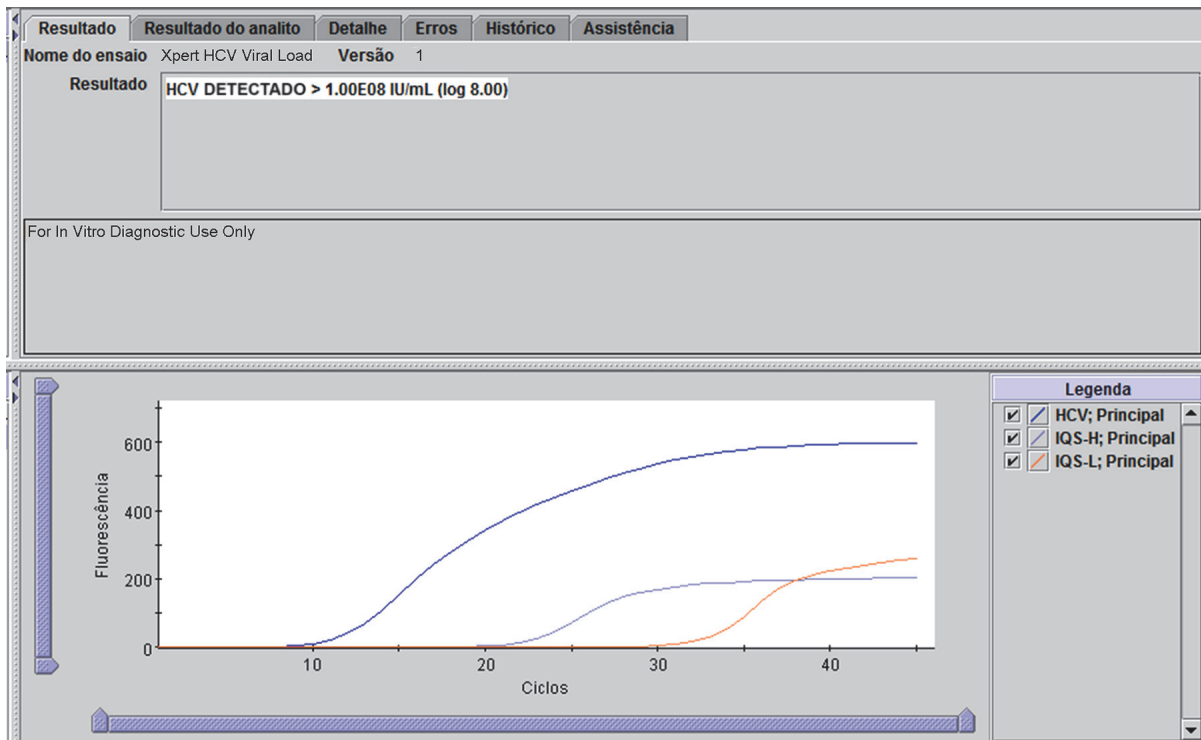 Resultado Resultado do analito Detalhe Erros Histórico Assistência
Nome do ensaio Xpert HCV Viral Load Versão 1
Resultado HCV DETECTADO > 1.00E08 IU/mL (log 8.00)
For In Vitro Diagnostic Use Only
Legenda
HCV; Principal
IQS-H; Principal
IQS-L; Principal
Fluorescência
600
400
200
0
10 20 30 40
Ciclos